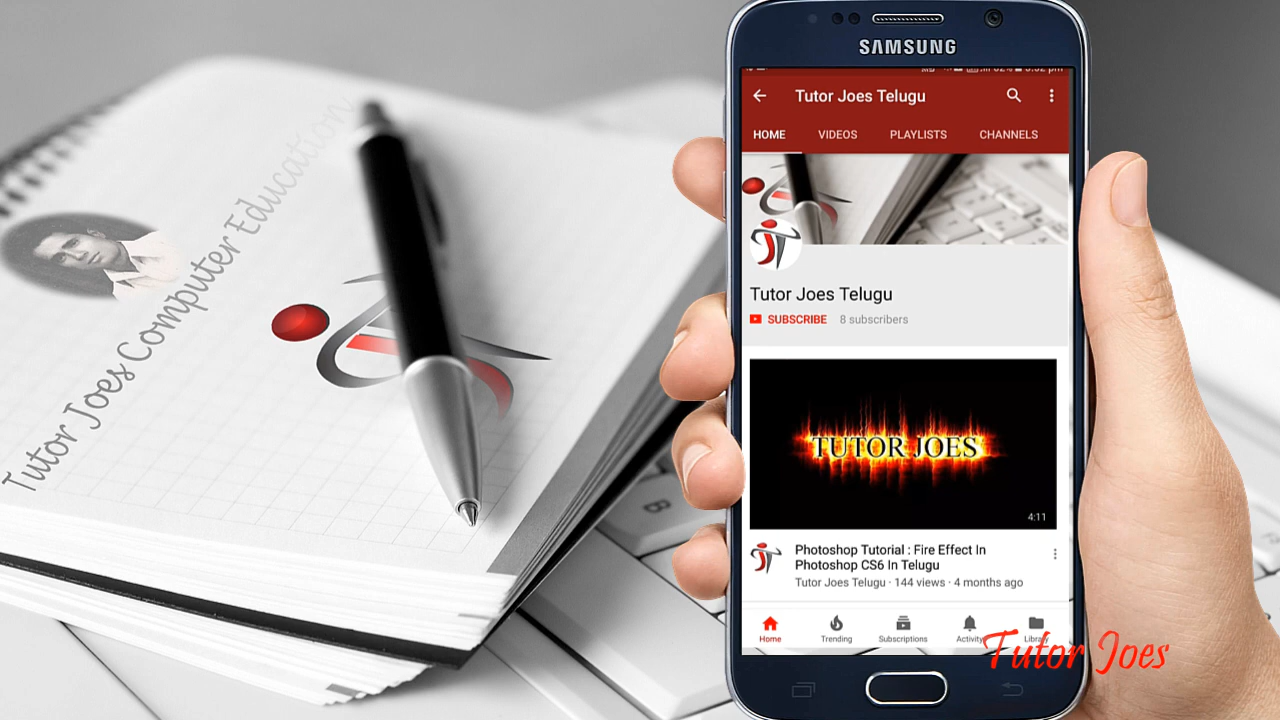 Tutor Joes Computer Education
B
SAMSUNG
Tutor Joes Telugu
HOME VIDEOS PLAYLISTS CHANNELS
Tutor Joes Telugu
SUBSCRIBE 8 subscribers
TUTOR JOES
4:11
Photoshop Tutorial : Fire Effect In
Photoshop CS6 In Telugu
Tutor Joes Telugu · 144 views · 4 months ago
Home Trending Subscriptions Activity Library
Tutor Joes